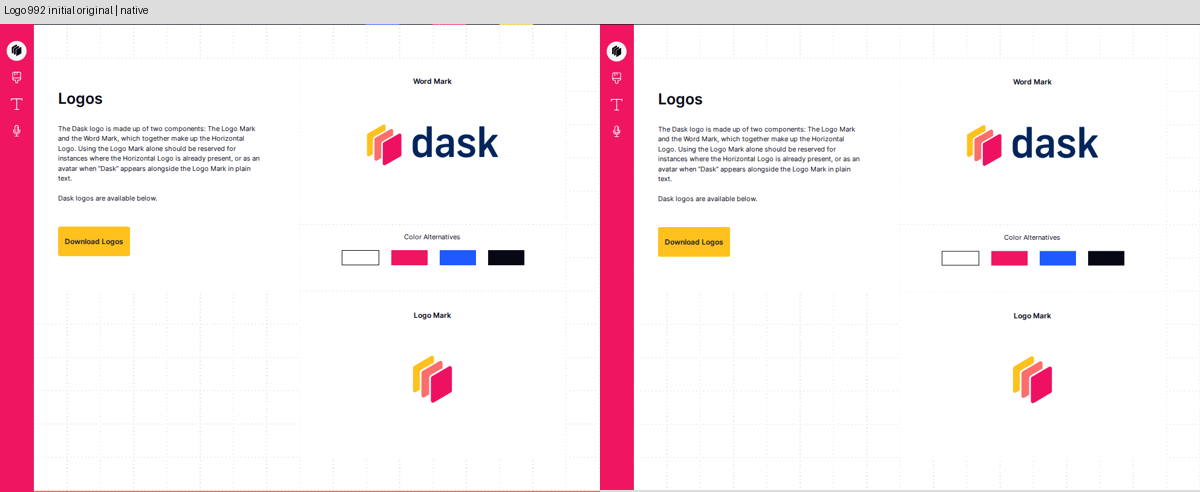 Logo 992 initial original | native
Logos
The Dask logo is made up of two components: The Logo Mark
and the Word Mark, which together make up the Horizontal
Logo. Using the Logo Mark alone should be reserved for
instances where the Horizontal Logo is already present, or as an
avatar when "Dask" appears alongside the Logo Mark in plain
text.
Dask logos are available below.
Download Logos
Word Mark
dask
Color Alternatives
Logo Mark
Logos
The Dask logo is made up of two components: The Logo Mark
and the Word Mark, which together make up the Horizontal
Logo. Using the Logo Mark alone should be reserved for
instances where the Horizontal Logo is already present, or as an
avatar when "Dask" appears alongside the Logo Mark in plain
text.
Dask logos are available below.
Download Logos
Word Mark
dask
Color Alternatives
Logo Mark